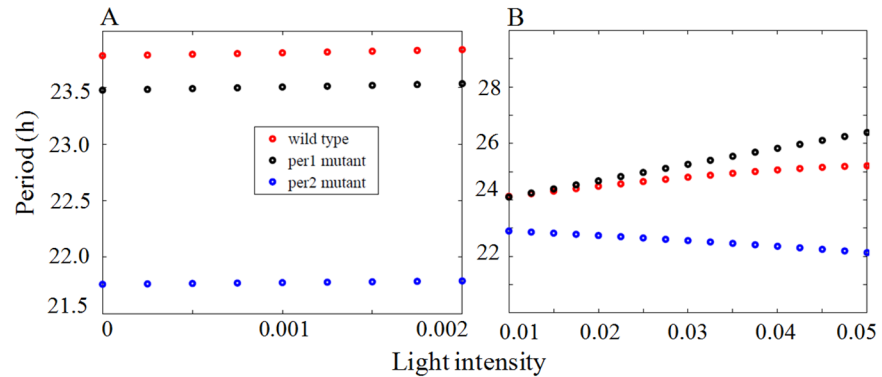 A
B
Period (h)
23.5
23.0
22.5
22.0
21.5
wild type
per1 mutant
per2 mutant
0
0.001
0.002
28
26
24
22
0.01
0.02
0.03
0.04
0.05
Light intensity